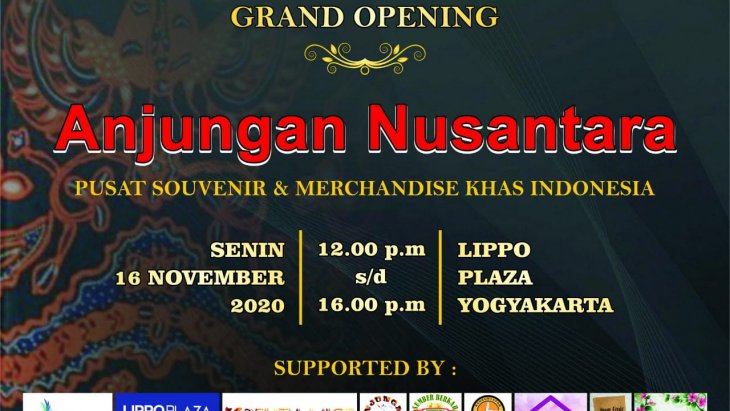 GRAND OPENING
Anjungan Nusantara
PUSAT SOUVENIR & MERCHANDISE KHAS INDONESIA
SENIN
16 NOVEMBER
2020
12.00 p.m
s/d
16.00 p.m
LIPPO
PLAZA
YOGYAKARTA
SUPPORTED BY :
LIPPO PLAZA